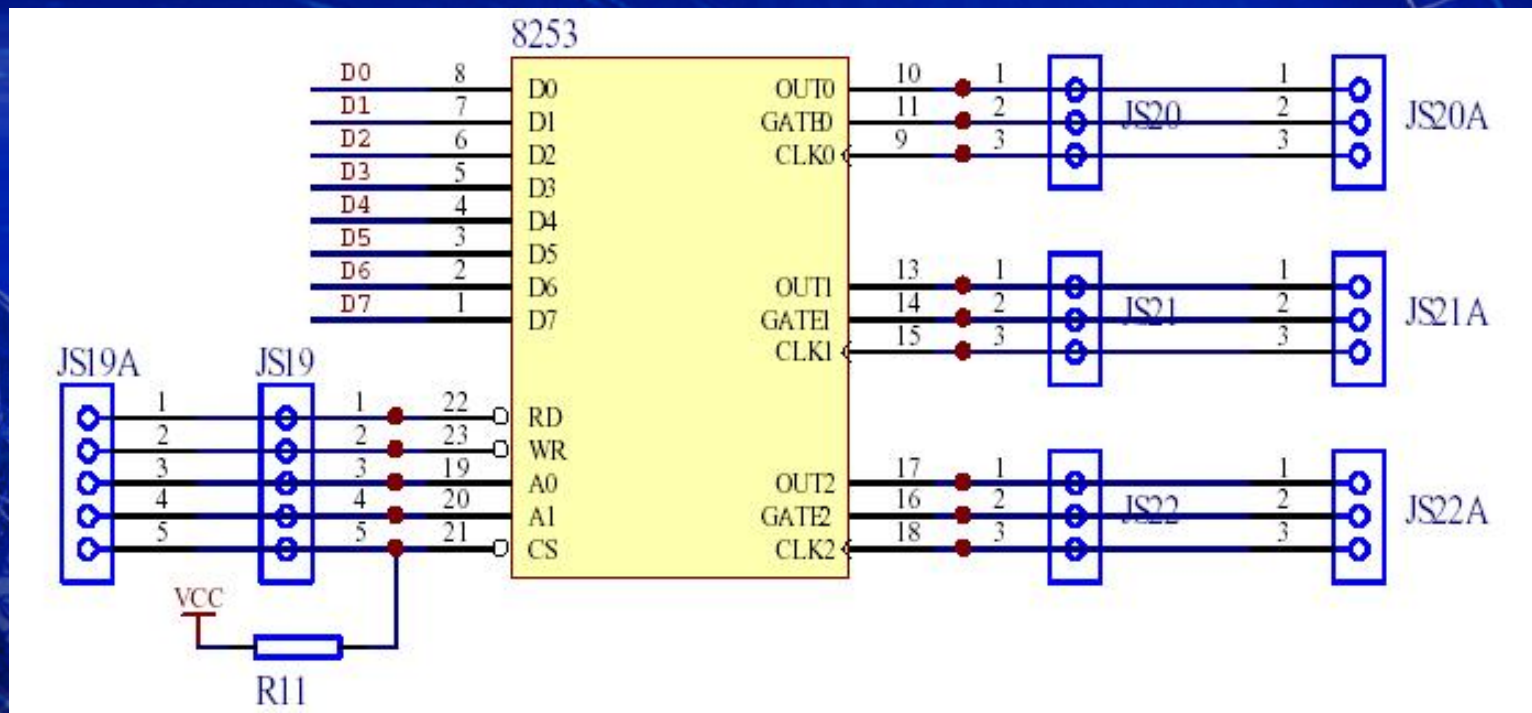 8253
D0 8 D0 OUT0 10 1 1
D1 7 D1 GATE0 11 2 JS20 2 JS20A
D2 6 D2 CLK0 9 3 3
D3 5 D3
D4 4 D4
D5 3 D5
D6 2 D6 OUT1 13 1 1
D7 1 D7 GATE1 14 2 JS21 2 JS21A
CLK1 15 3 3
JS19A JS19
1 1 22 RD
2 2 23 WR
3 3 19 A0 OUT2 17 1 1
4 4 20 A1 GATE2 16 2 JS22 2 JS22A
5 5 21 CS CLK2 18 3 3
VCC
R11